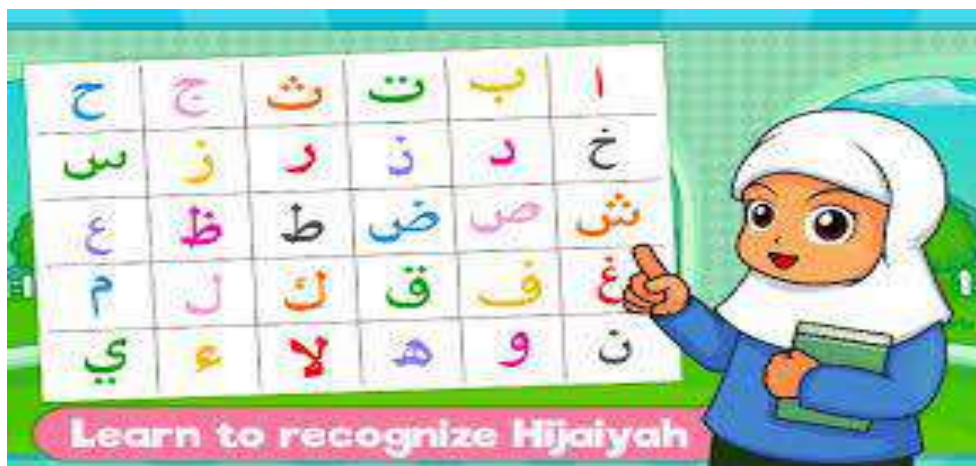 ا ب ت ث ج ح
خ د ذ ر ز س
ش ص ض ط ظ ع
غ ف ق ك ل م
ن و ه لا ء ي
Learn to recognize Hijaiyah